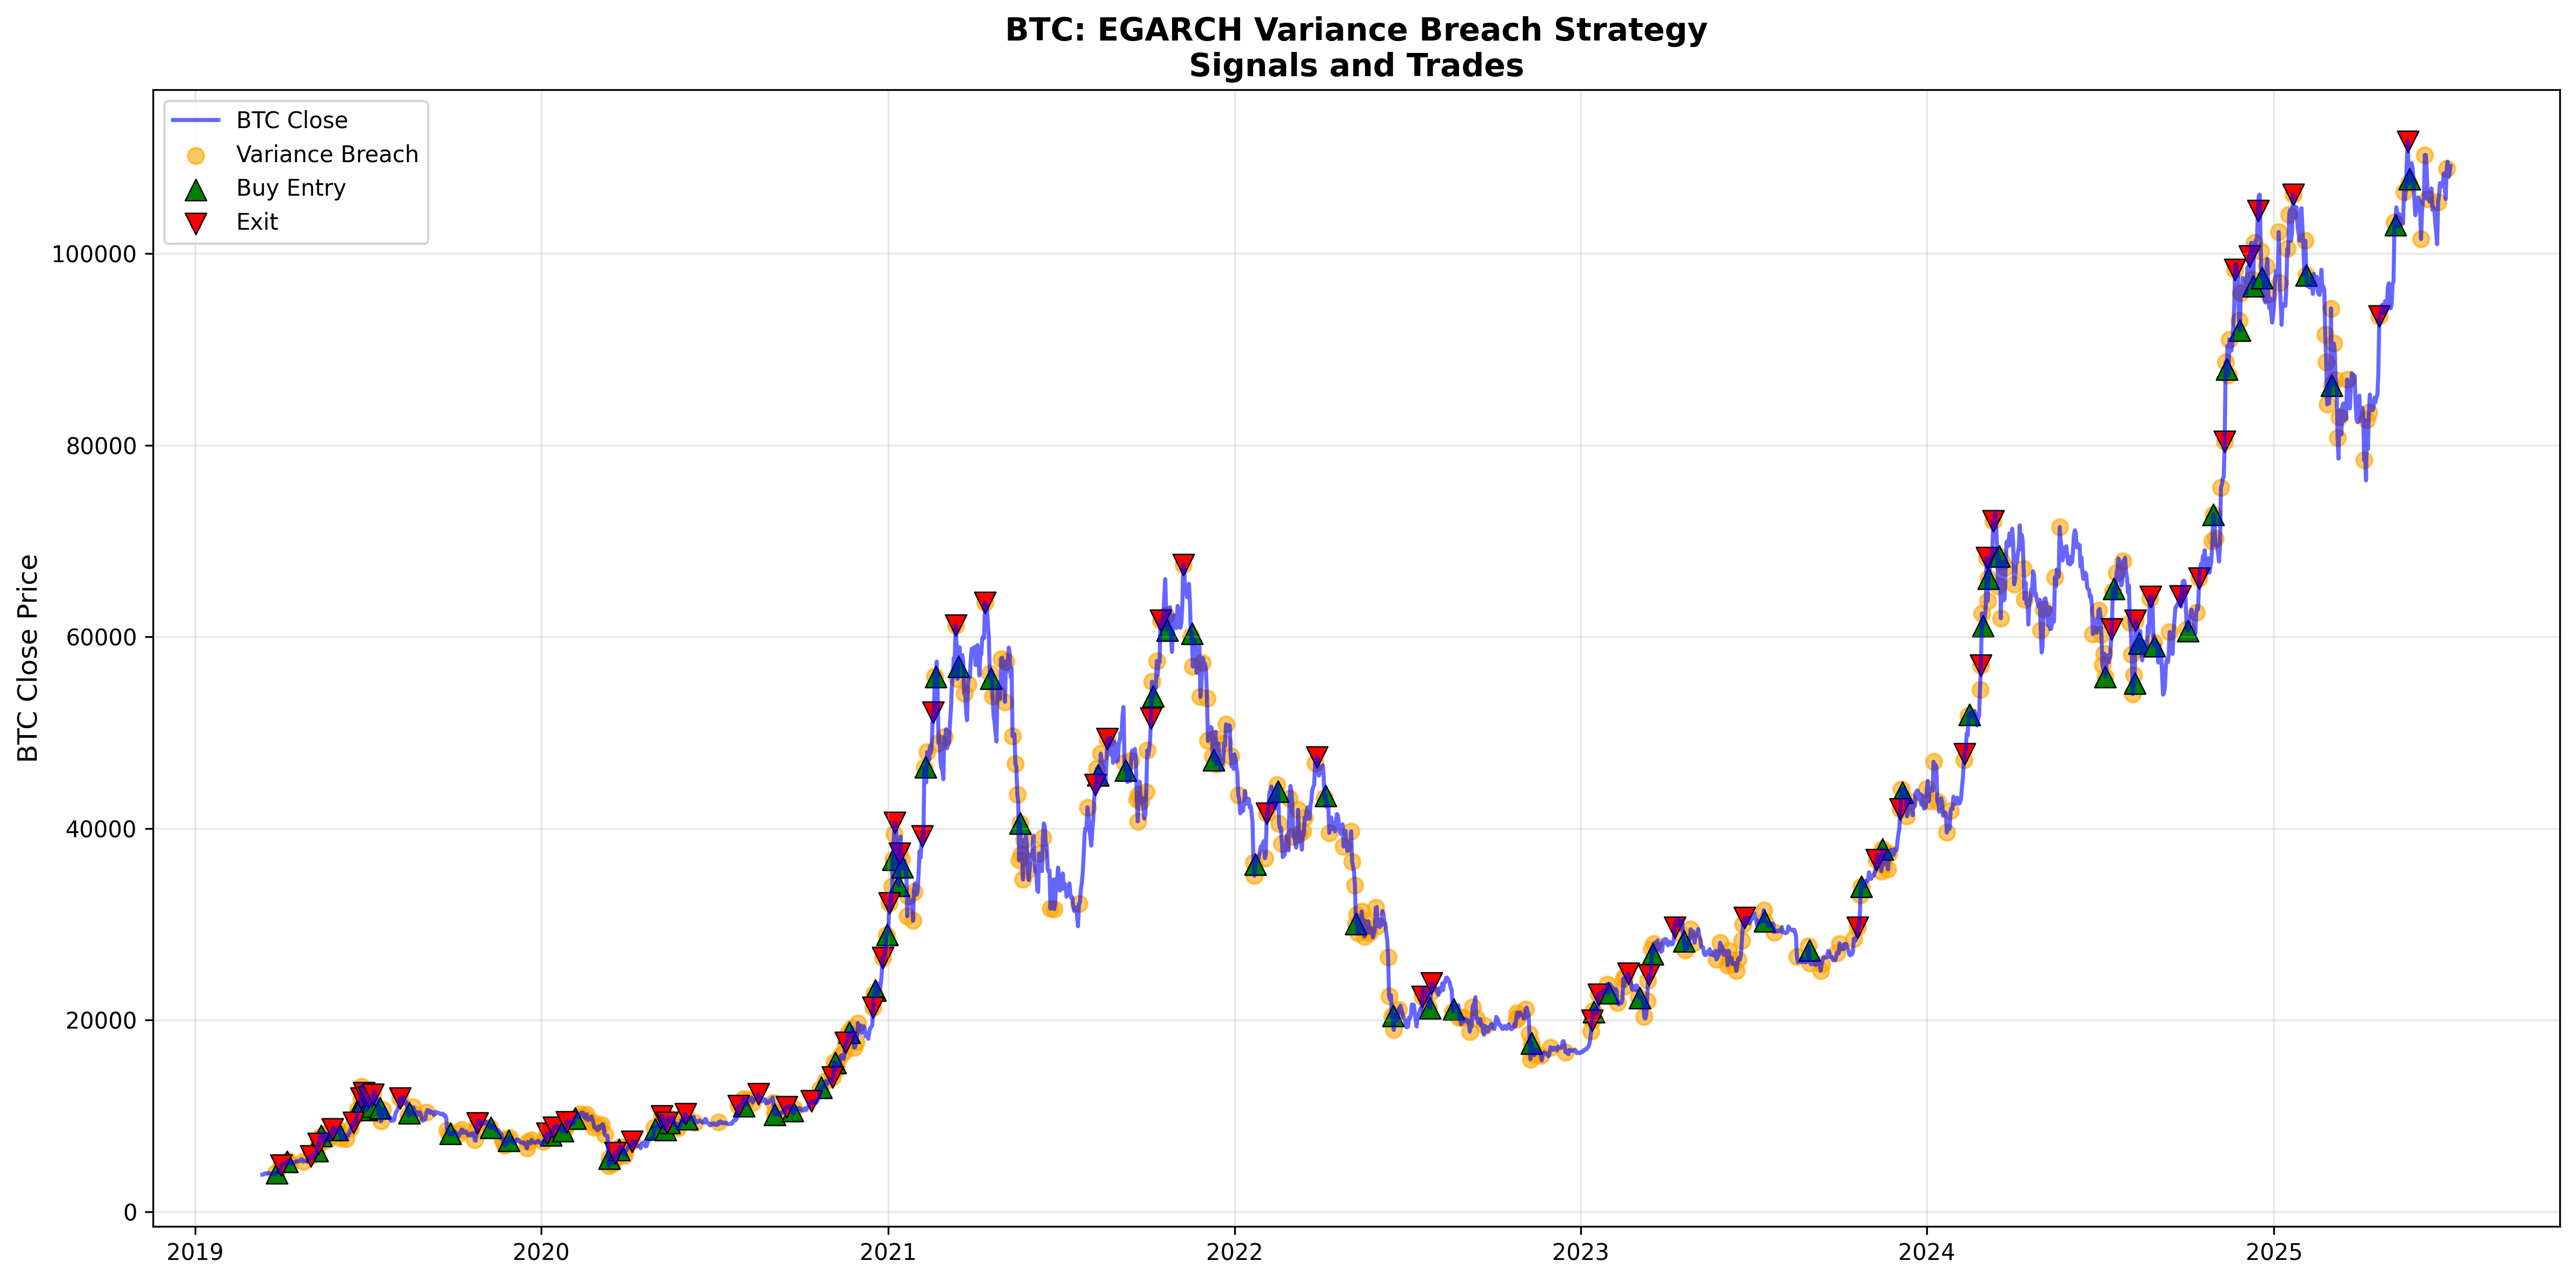 BTC: EGARCH Variance Breach Strategy
Signals and Trades
BTC Close
Variance Breach
Buy Entry
Exit
BTC Close Price
100000
80000
60000
40000
20000
0
2019 2020 2021 2022 2023 2024 2025